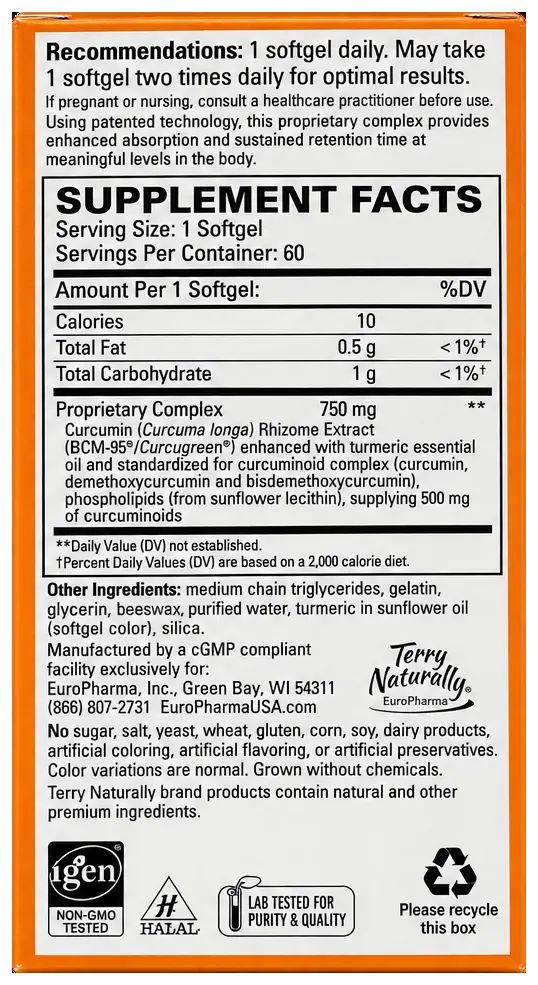 Recommendations: 1 softgel daily. May take
1 softgel two times daily for optimal results.
If pregnant or nursing, consult a healthcare practitioner before use.
Using patented technology, this proprietary complex provides
enhanced absorption and sustained retention time at
meaningful levels in the body.
SUPPLEMENT FACTS
Serving Size: 1 Softgel
Servings Per Container: 60
Amount Per 1 Softgel: %DV
Calories 10
Total Fat 0.5 g <1%†
Total Carbohydrate 1 g <1%†
Proprietary Complex 750 mg **
Curcumin (Curcuma longa) Rhizome Extract
(BCM-95®/Curcugreen®) enhanced with turmeric essential
oil and standardized for curcuminoid complex (curcumin,
demethoxycurcumin and bisdemethoxycurcumin),
phospholipids (from sunflower lecithin), supplying 500 mg
of curcuminoids
**Daily Value (DV) not established.
†Percent Daily Values (DV) are based on a 2,000 calorie diet.
Other Ingredients: medium chain triglycerides, gelatin,
glycerin, beeswax, purified water, turmeric in sunflower oil
(softgel color), silica.
Manufactured by a cGMP compliant
facility exclusively for:
EuroPharma, Inc., Green Bay, WI 54311
(866) 807-2731 EuroPharmaUSA.com
Terry
Naturally®
EuroPharma
No sugar, salt, yeast, wheat, gluten, corn, soy, dairy products,
artificial coloring, artificial flavoring, or artificial preservatives.
Color variations are normal. Grown without chemicals.
Terry Naturally brand products contain natural and other
premium ingredients.
igen®
NON-GMO
TESTED
H
HALAL
LAB TESTED FOR
PURITY & QUALITY
Please recycle
this box